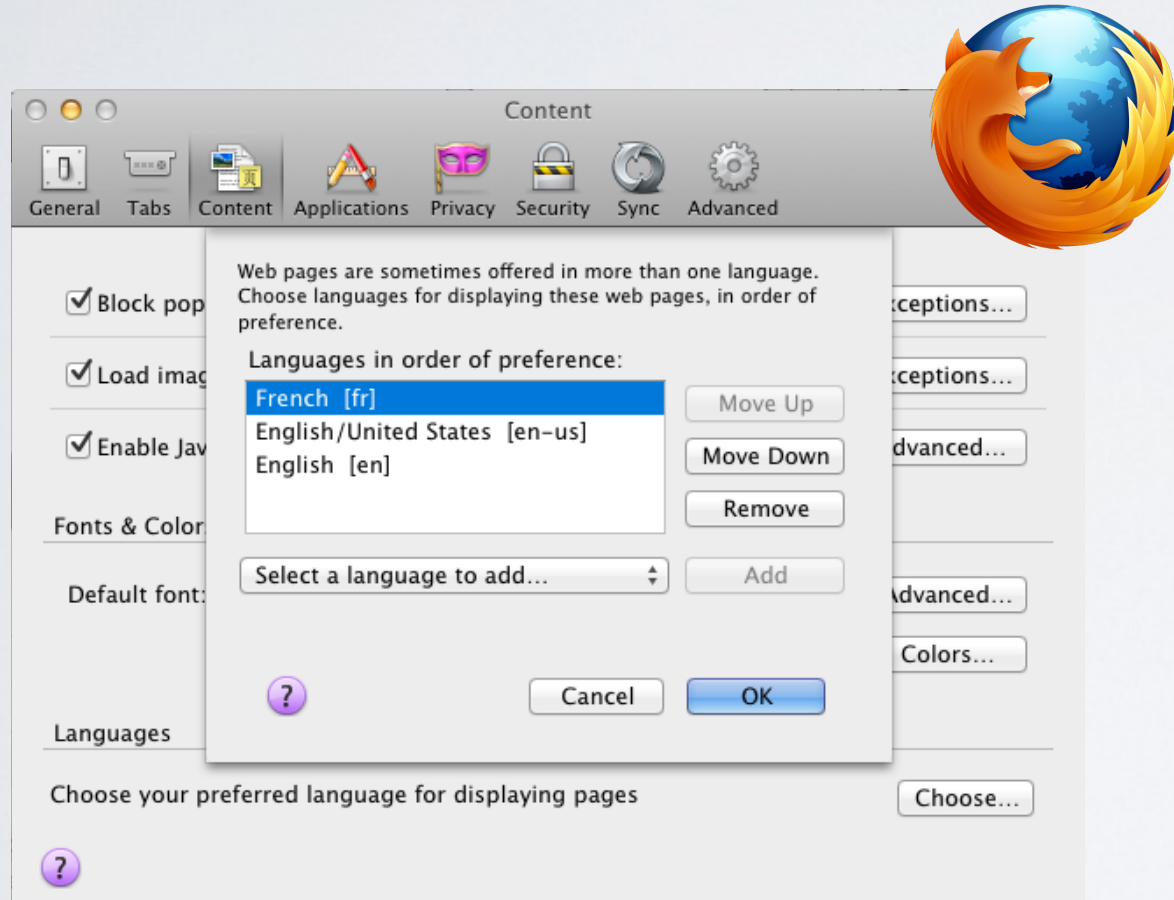 Content
General Tabs Content Applications Privacy Security Sync Advanced
Web pages are sometimes offered in more than one language.
Choose languages for displaying these web pages, in order of
preference.
Languages in order of preference:
French [fr]
English/United States [en-us]
English [en]
Move Up
Move Down
Remove
Select a language to add...
Add
?
Cancel
OK
Block pop
ceptions...
Load imag
ceptions...
Enable Jav
dvanced...
Fonts & Color
Default font:
Advanced...
Colors...
Languages
Choose your preferred language for displaying pages
Choose...
?